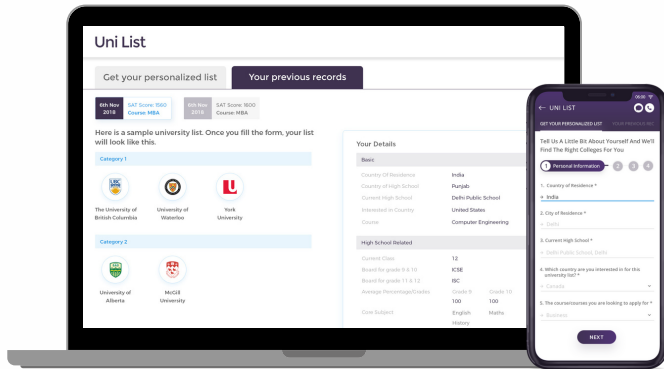 Uni List
Get your personalized list
Your previous records
6th Nov
2018
SAT Score: 1560
Course: MBA
6th Nov
2018
SAT Score: 1600
Course: MBA
Here is a sample university list. Once you fill the form, your list
will look like this.
Category 1
UBC
The University of
British Columbia
University of
Waterloo
York
University
Category 2
University of
Alberta
McGill
University
Your Details
Basic
Country Of Residence India
Country of High School Punjab
Current High School Delhi Public School
Interested in Country United States
Course Computer Engineering
High School Related
Current Class 12
Board for grade 9 & 10 ICSE
Board for grade 11 & 12 ISC
Average Percentage/Grades Grade 9 Grade 10
100 100
Core Subject English Maths
History
← UNI LIST
GET YOUR PERSONALIZED LIST
YOUR PREVIOUS REC
Tell Us A Little Bit About Yourself And We'll
Find The Right Colleges For You
1 Personal Information 2 3 4
1. Country of Residence *
+ India
2. City of Residence *
+ Delhi
3. Current High School *
+ Delhi Public School, Delhi
4. Which country are you interested in for this
university list? *
+ Canada
5. The course/courses you are looking to apply for *
+ Business
NEXT